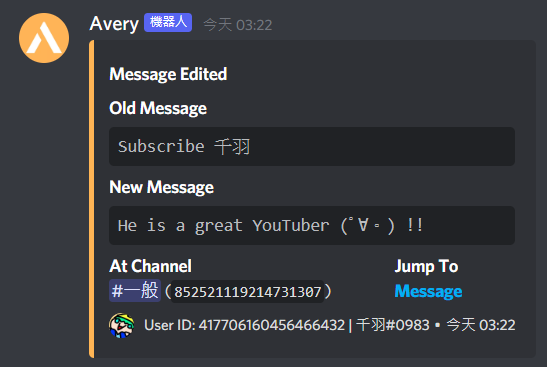 Avery 機器人 今天 03:22
Message Edited
Old Message
Subscribe 千羽
New Message
He is a great YouTuber (ﾟ∀。) !!
At Channel Jump To
#一般 (852521119214731307) Message
User ID: 417706160456466432 | 千羽#0983 • 今天 03:22